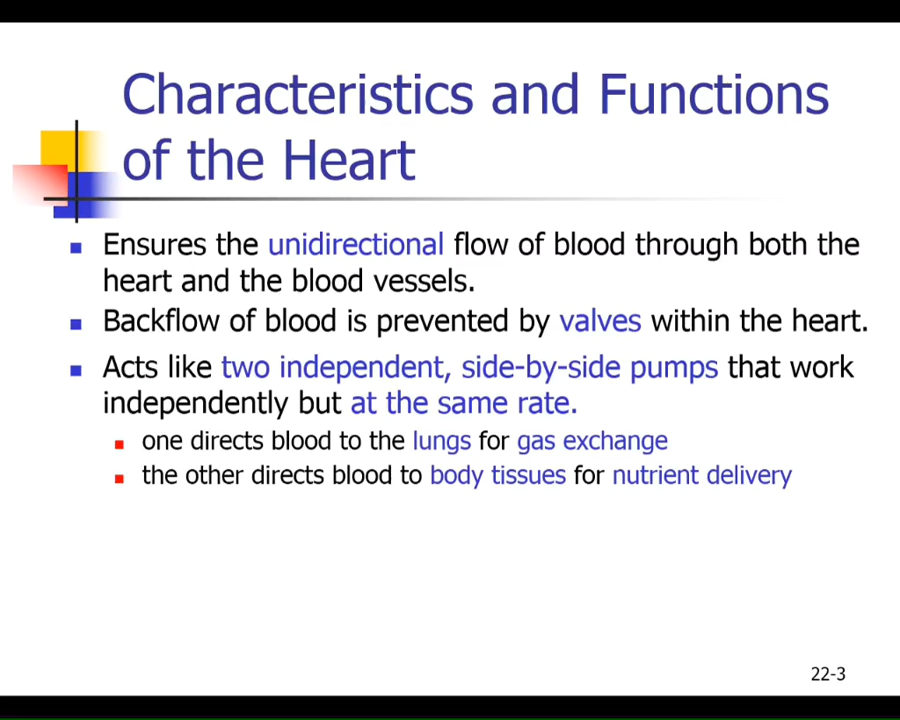 Characteristics and Functions
of the Heart
Ensures the unidirectional flow of blood through both the
heart and the blood vessels.
Backflow of blood is prevented by valves within the heart.
Acts like two independent, side-by-side pumps that work
independently but at the same rate.
one directs blood to the lungs for gas exchange
the other directs blood to body tissues for nutrient delivery
22-3